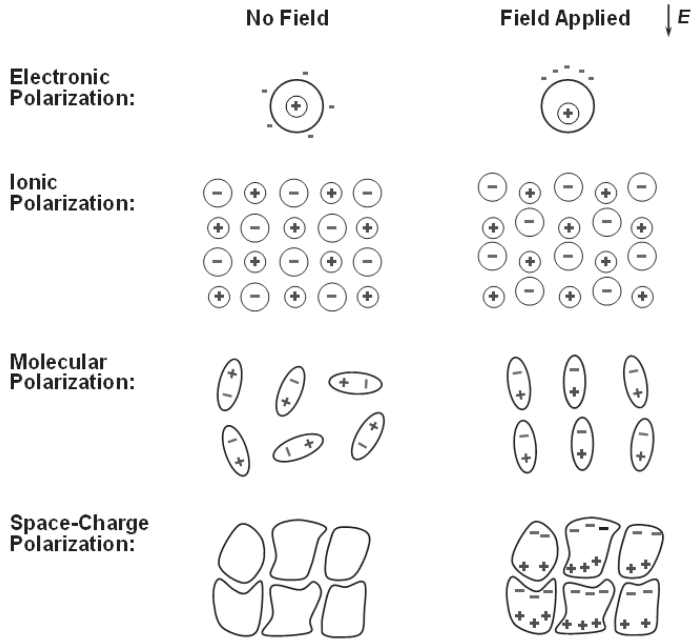 No Field
Field Applied
E
Electronic
Polarization:
Ionic
Polarization:
Molecular
Polarization:
Space-Charge
Polarization: